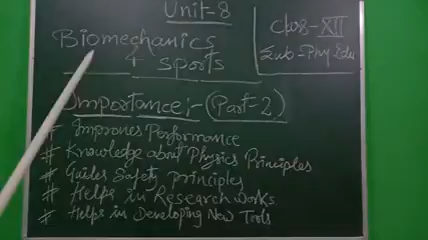 Unit-8
Class-XII
Biomechanics
Sub-Phy.Edu
& sports
Importance:- (Part-2)
# Improves Performance
# Knowledge about Physics Principles
# Guides Safety principles
# Helps in Research Works
# Helps in Developing New Tools